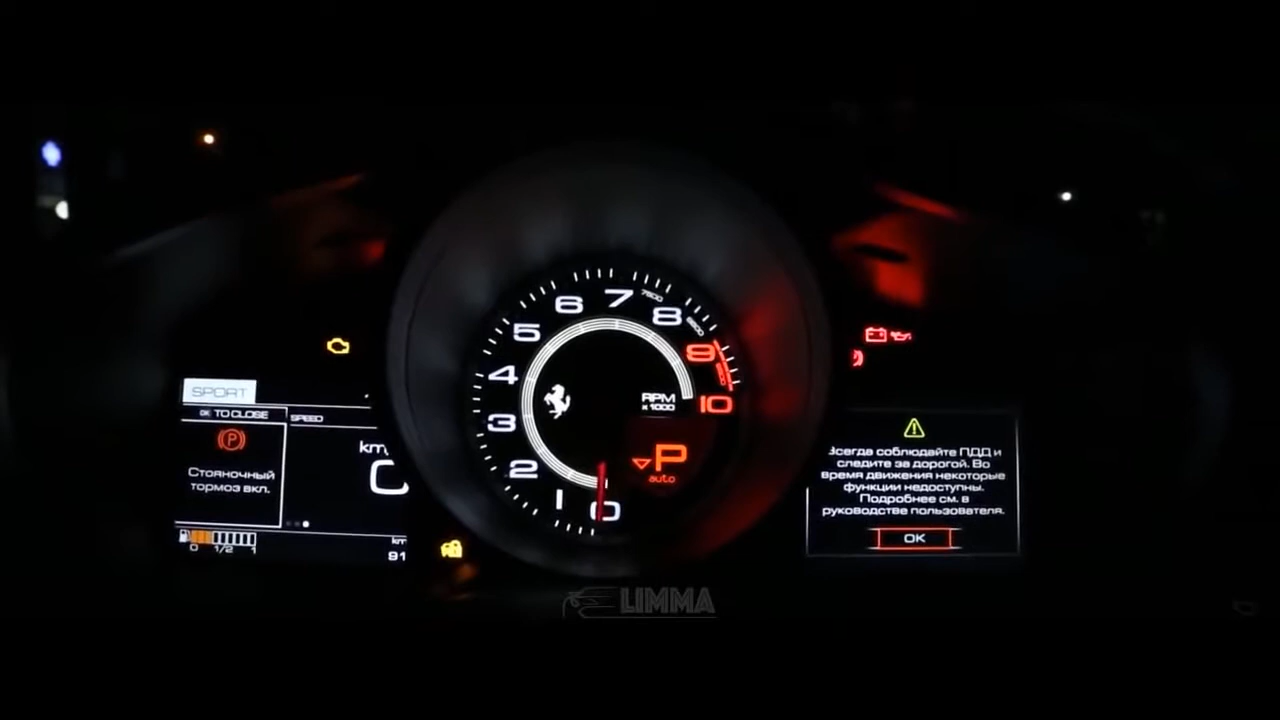 SPORT
OK TO CLOSE
SPEED
P
Стояночный
тормоз вкл.
km
0
0 1/2 1
km
91
0
1
2
3
4
5
6
7
7500
8
9
10
RPM
x 1000
P
auto
Всегда соблюдайте ПДД и
следите за дорогой. Во
время движения некоторые
функции недоступны.
Подробнее см. в
руководстве пользователя.
OK
LIMMA